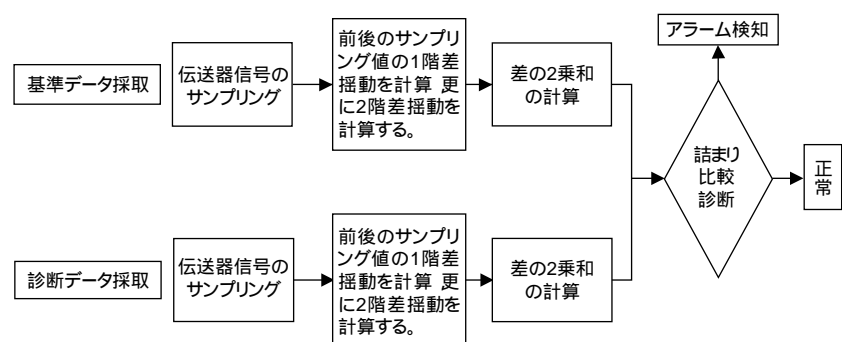 アラーム検知
基準データ採取
伝送器信号の
サンプリング
前後のサンプリ
ング値の1階差
揺動を計算 更
に2階差揺動を
計算する。
差の2乗和
の計算
詰まり
比較
診断
正
常
診断データ採取
伝送器信号の
サンプリング
前後のサンプリ
ング値の1階差
揺動を計算 更
に2階差揺動を
計算する。
差の2乗和
の計算